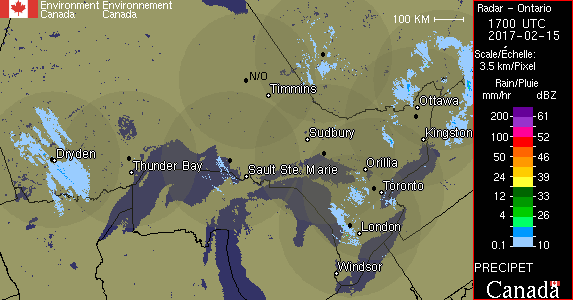 Environment Environnement
Canada Canada
100 KM
N/O
Timmins
Ottawa
Sudbury
Kingston
Dryden
Thunder Bay
Sault Ste. Marie
Orillia
Toronto
London
Windsor
Radar - Ontario
1700 UTC
2017-02-15
Scale/Échelle:
3.5 km/Pixel
Rain/Pluie
mm/hr dBZ
200 61
100 52
50 46
24 39
12 33
4 26
0.1 10
PRECIPET
Canada